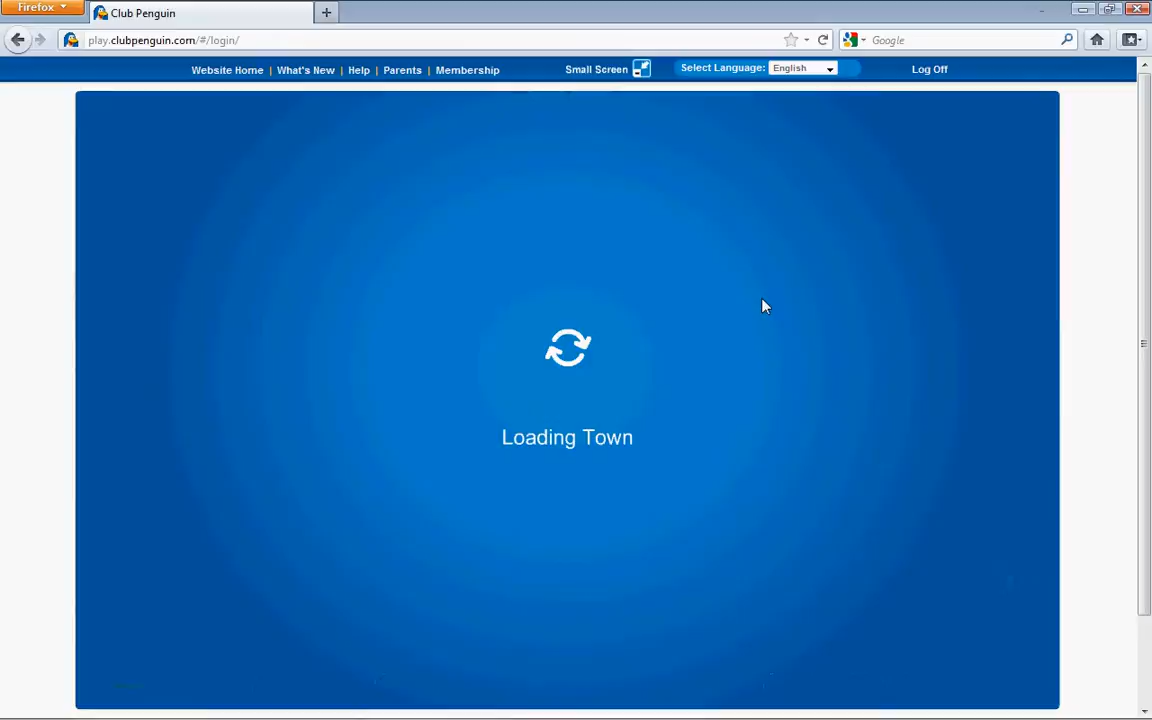 Firefox
Club Penguin
play.clubpenguin.com/#/login/
Google
Website Home | What's New | Help | Parents | Membership
Small Screen
Select Language: English
Log Off
Loading Town